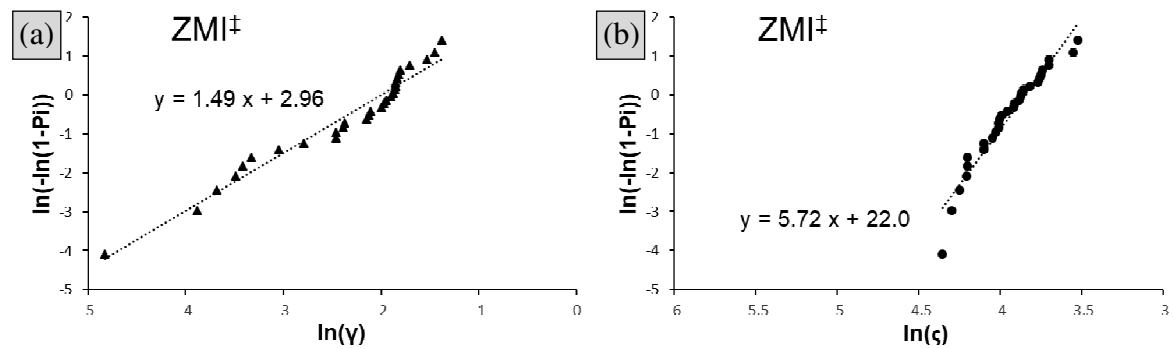 (a)
ZMI‡
y = 1.49 x + 2.96
ln(-ln(1-Pi))
2
1
0
-1
-2
-3
-4
-5
5
4
3
2
1
0
ln(γ)
(b)
ZMI‡
y = 5.72 x + 22.0
ln(-ln(1-Pi))
2
1
0
-1
-2
-3
-4
-5
6
5.5
5
4.5
4
3.5
3
ln(ς)